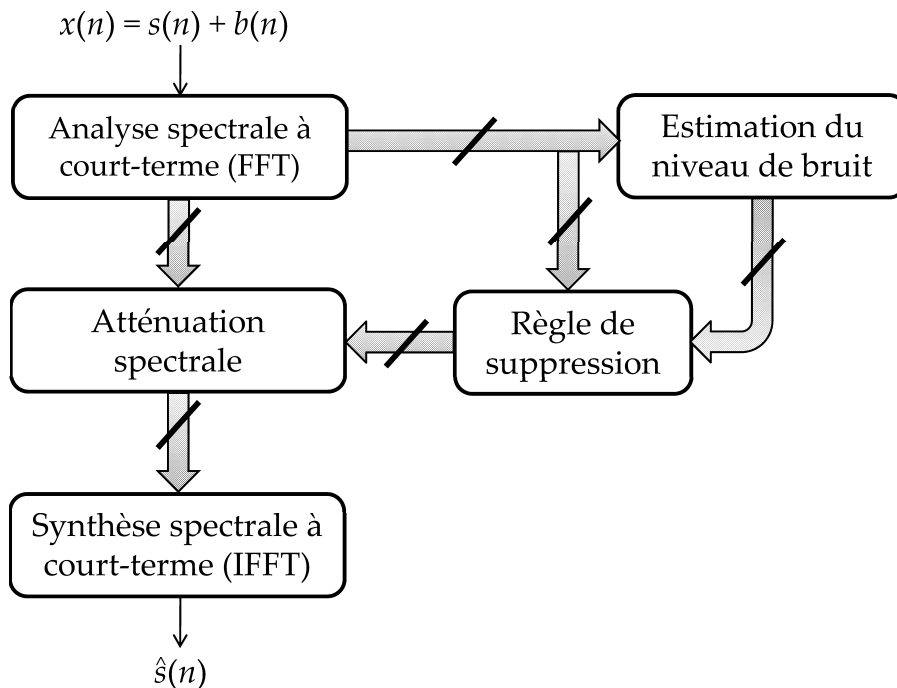 x(n) = s(n) + b(n)
Analyse spectrale à
court-terme (FFT)
Estimation du
niveau de bruit
Atténuation
spectrale
Règle de
suppression
Synthèse spectrale à
court-terme (IFFT)
ŝ(n)